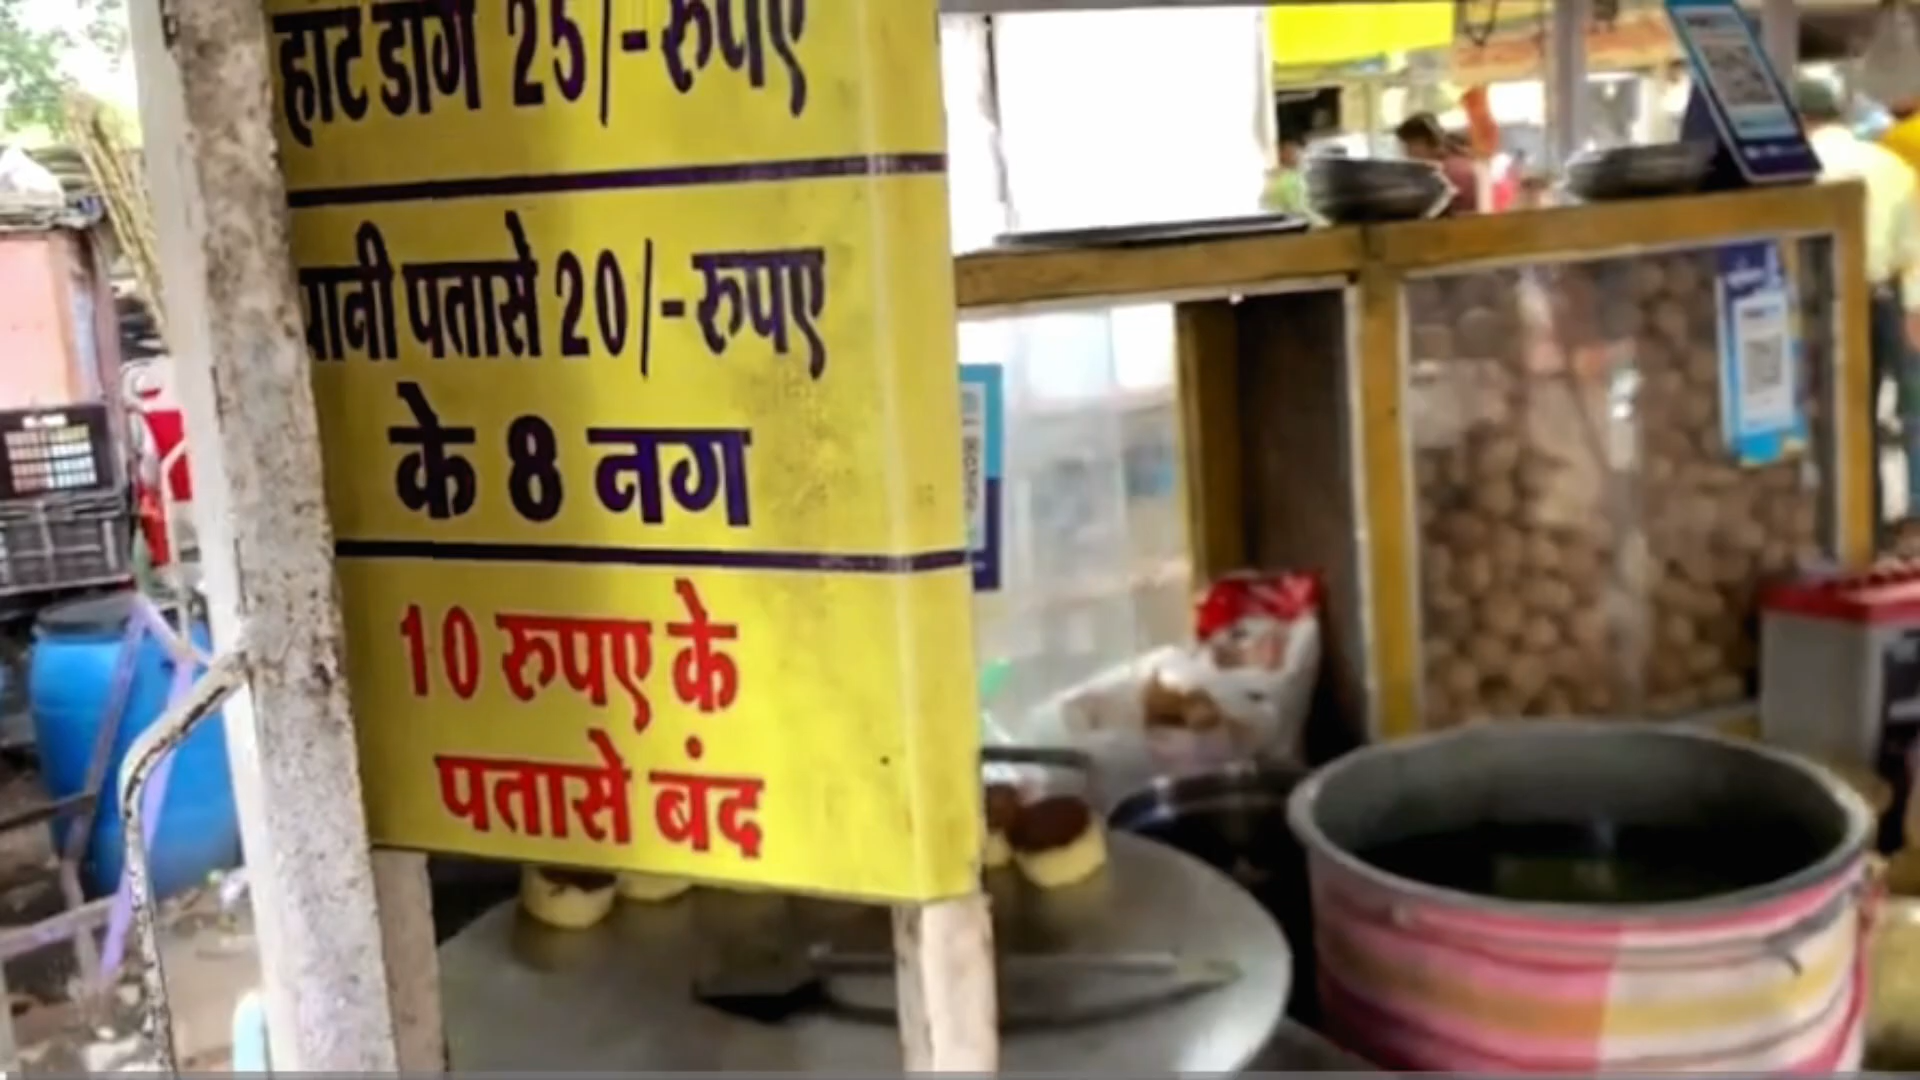 हाट डॉग 25/-रुपए
पानी पतासे 20/-रुपए
के 8 नग
10 रुपए के
पतासे बंद